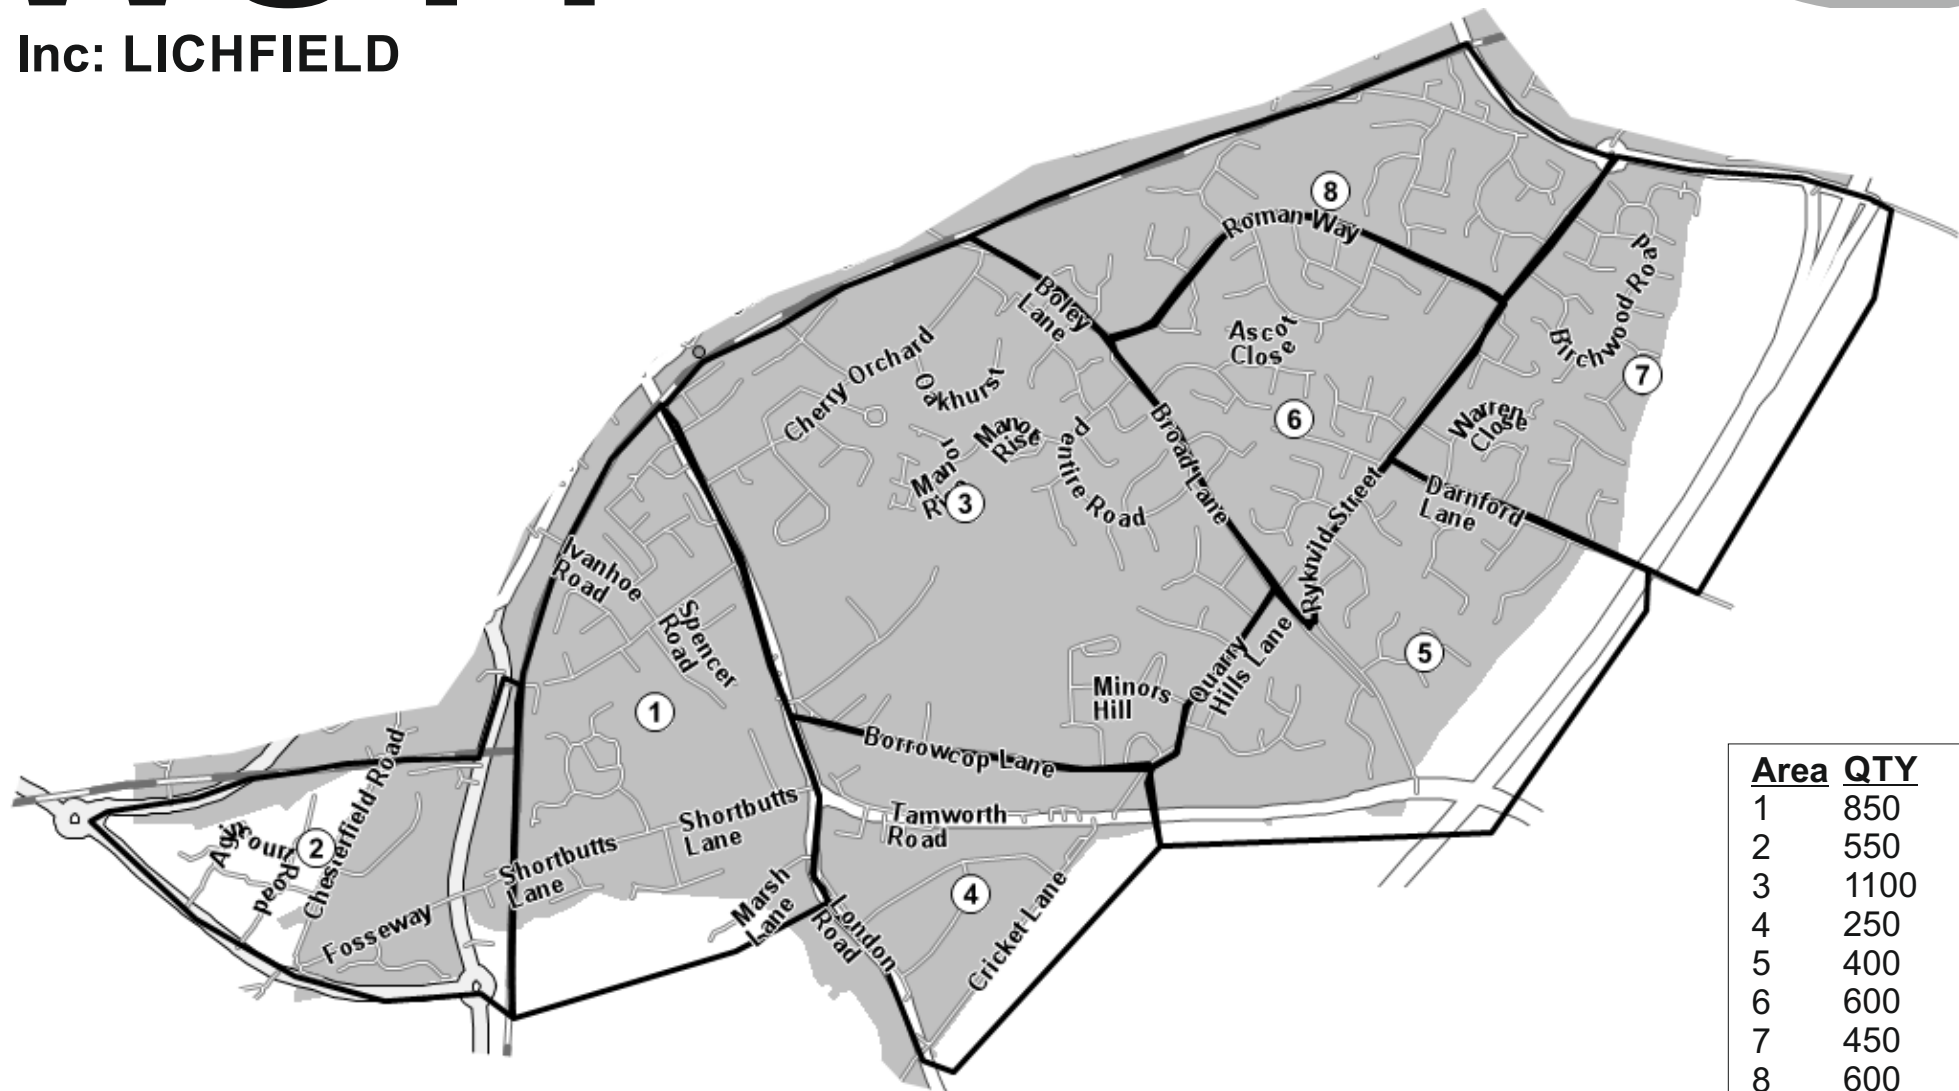 Inc: LICHFIELD
8
Roman Way
Birchwood Road
Boley
Lane
Ascot
Close
7
Cherry Orchard
Oakhurst
Manor
Rise
Manor
Rise
3
Pentire Road
Broad Lane
6
Warren
Close
Darnford
Lane
Ryknild Street
Ivanhoe
Road
Spencer
Road
1
5
Minors
Hill
Quarry
Hills Lane
Borrowcop Lane
Tamworth
Road
Shortbutts
Lane
Shortbutts
Lane
Chesterfield Road
Agincourt Road
2
Fosseway
Marsh
Lane
London
Road
4
Cricket Lane
Area QTY
1 850
2 550
3 1100
4 250
5 400
6 600
7 450
8 600